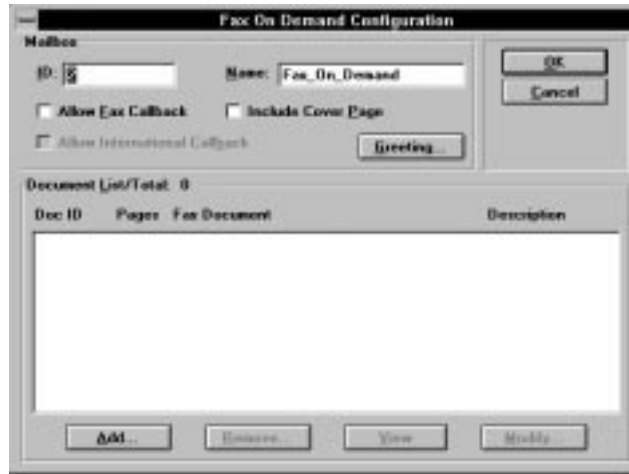 Fax On Demand Configuration
Mailbox
ID: 5 Name: Fax_On_Demand
OK
Cancel
Allow Fax Callback Include Cover Page
Allow International Callback Greeting...
Document List/Total: 0
Doc ID Pages Fax Document Description
Add... Remove... View Modify...